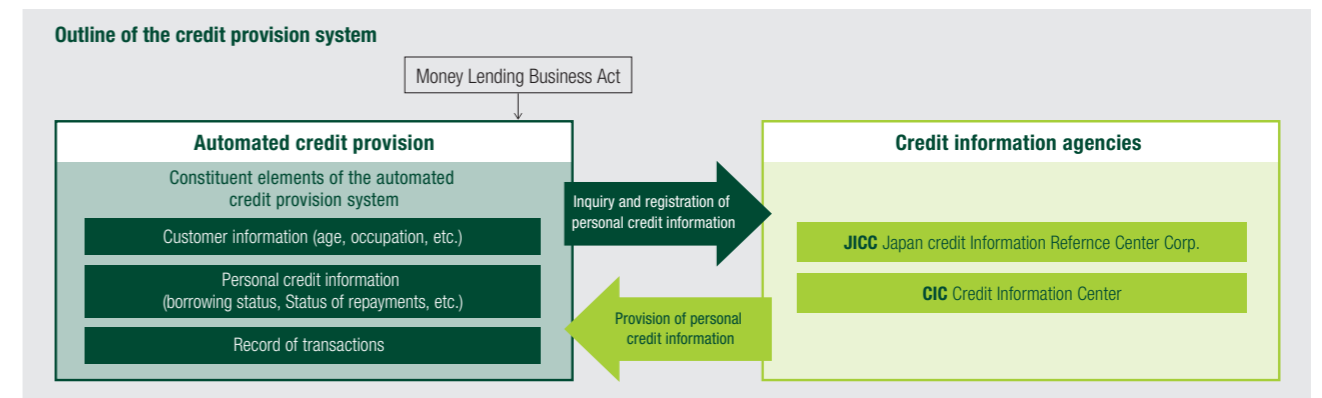 Outline of the credit provision system
Money Lending Business Act
Automated credit provision
Constituent elements of the automated
credit provision system
Customer information (age, occupation, etc.)
Personal credit information
(borrowing status, Status of repayments, etc.)
Record of transactions
Inquiry and registration of
personal credit information
Provision of personal
credit information
Credit information agencies
JICC Japan credit Information Refernce Center Corp.
CIC Credit Information Center